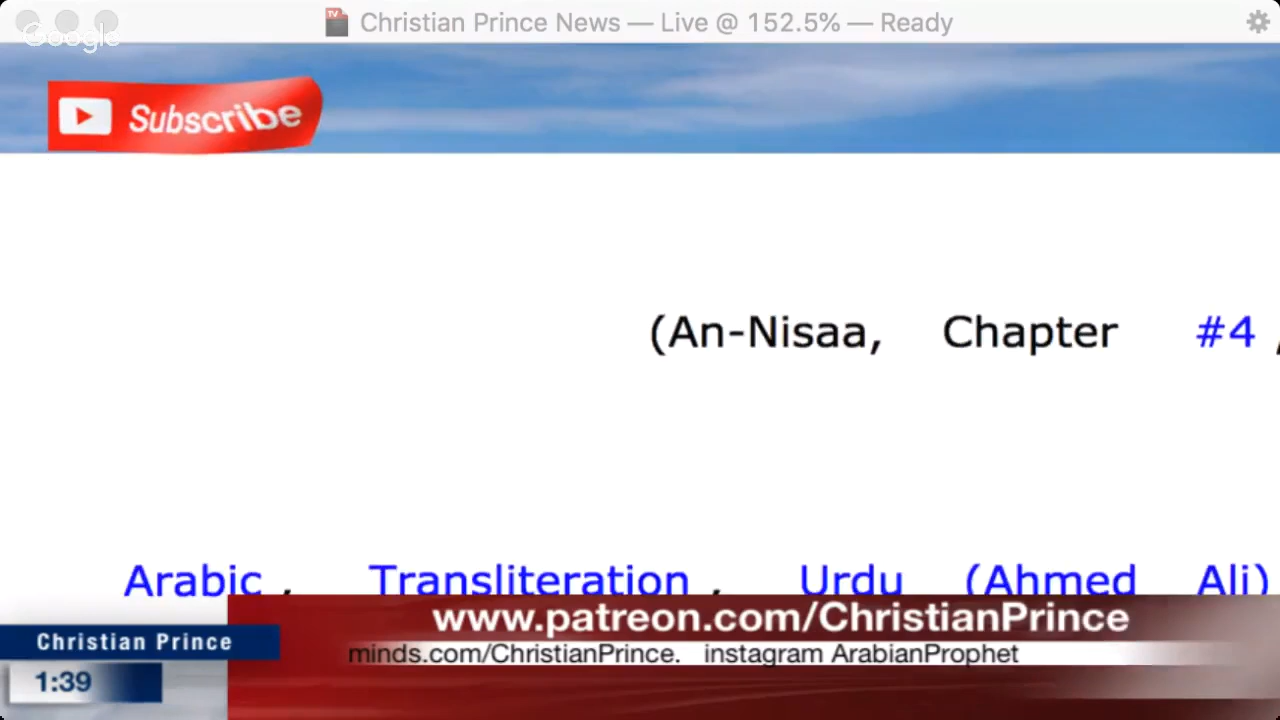 Christian Prince News — Live @ 152.5% — Ready
Google
Subscribe
(An-Nisaa, Chapter #4,
Arabic, Transliteration, Urdu (Ahmed Ali)
www.patreon.com/ChristianPrince
Christian Prince
minds.com/ChristianPrince. instagram ArabianProphet
1:39